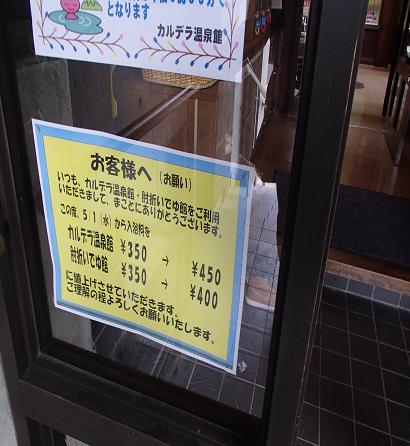 となります
カルデラ温泉館
お客様へ（お願い）
いつも、カルデラ温泉館・肘折いでゆ館をご利用
いただきまして、まことにありがとうございます。
この度、５/１（水）から入浴料を
カルデラ温泉館 ¥350 → ¥450
肘折いでゆ館 ¥350 → ¥400
に値上げさせていただきます。
ご理解の程よろしくお願いいたします。